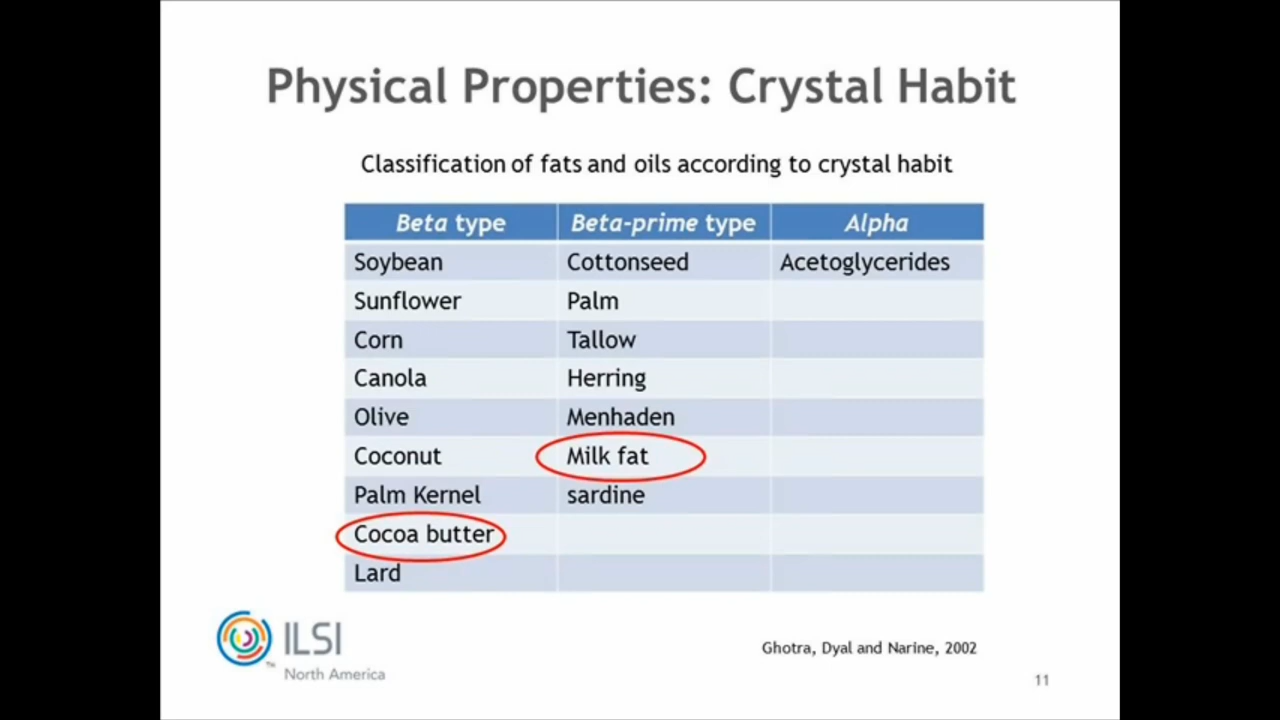 Physical Properties: Crystal Habit
Classification of fats and oils according to crystal habit
Beta type Beta-prime type Alpha
Soybean Cottonseed Acetoglycerides
Sunflower Palm
Corn Tallow
Canola Herring
Olive Menhaden
Coconut Milk fat
Palm Kernel sardine
Cocoa butter
Lard
ILSI
TM
North America
Ghotra, Dyal and Narine, 2002
11